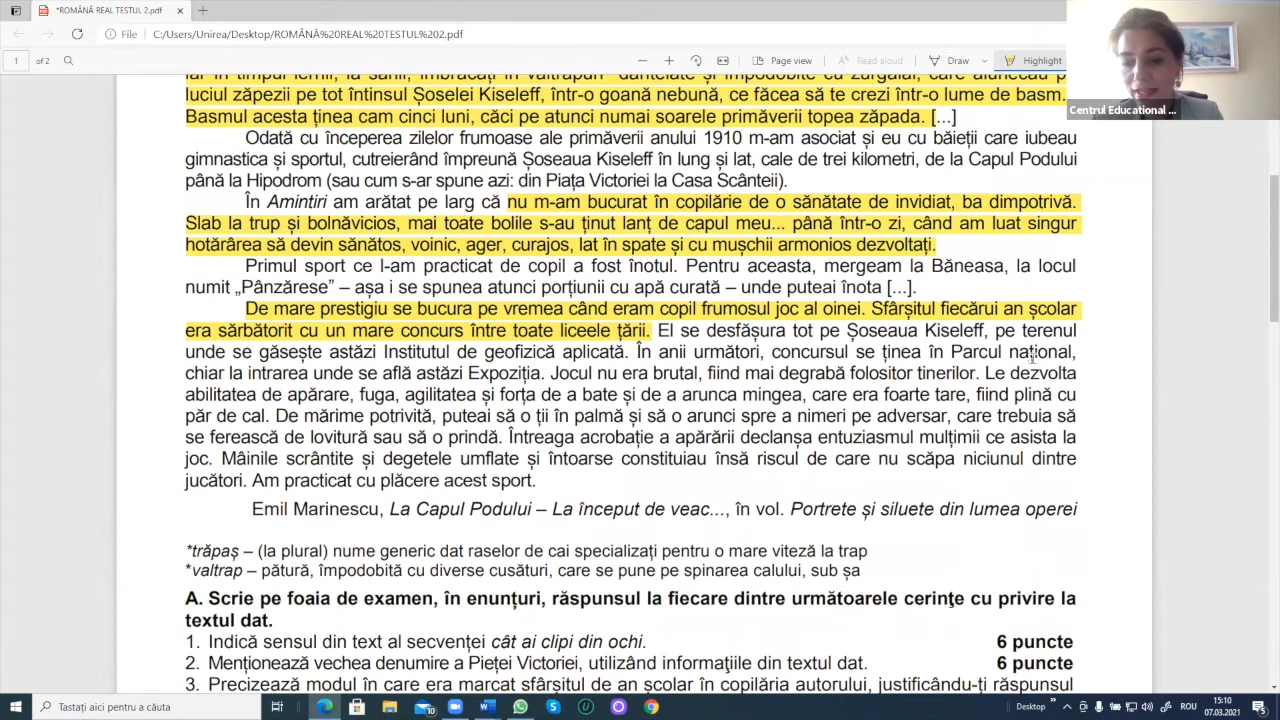 *ROMÂNĂ REAL TESTUL 2.pdf
File C:/Users/Unirea/Desktop/ROMÂNĂ%20REAL%20TESTUL%202.pdf
1 of 2 Page view Read aloud Draw Highlight
Centrul Educational ...
iar în timpul iernii, la sanii, îmbrăcați în valtrapuri* dantelate și împodobite cu zurgălăi, care alunecau p
luciul zăpezii pe tot întinsul Șoselei Kiseleff, într-o goană nebună, ce făcea să te crezi într-o lume de basm.
Basmul acesta ținea cam cinci luni, căci pe atunci numai soarele primăverii topea zăpada. [...]
Odată cu începerea zilelor frumoase ale primăverii anului 1910 m-am asociat și eu cu băieții care iubeau
gimnastica și sportul, cutreierând împreună Șoseaua Kiseleff în lung și lat, cale de trei kilometri, de la Capul Podului
până la Hipodrom (sau cum s-ar spune azi: din Piața Victoriei la Casa Scânteii).
În Amintiri am arătat pe larg că nu m-am bucurat în copilărie de o sănătate de invidiat, ba dimpotrivă.
Slab la trup și bolnăvicios, mai toate bolile s-au ținut lanț de capul meu... până într-o zi, când am luat singur
hotărârea să devin sănătos, voinic, ager, curajos, lat în spate și cu mușchii armonios dezvoltați.
Primul sport ce l-am practicat de copil a fost înotul. Pentru aceasta, mergeam la Băneasa, la locul
numit „Pânzărese” – așa i se spunea atunci porțiunii cu apă curată – unde puteai înota [...].
De mare prestigiu se bucura pe vremea când eram copil frumosul joc al oinei. Sfârșitul fiecărui an școlar
era sărbătorit cu un mare concurs între toate liceele țării. El se desfășura tot pe Șoseaua Kiseleff, pe terenul
unde se găsește astăzi Institutul de geofizică aplicată. În anii următori, concursul se ținea în Parcul național,
chiar la intrarea unde se află astăzi Expoziția. Jocul nu era brutal, fiind mai degrabă folositor tinerilor. Le dezvolta
abilitatea de apărare, fuga, agilitatea și forța de a bate și de a arunca mingea, care era foarte tare, fiind plină cu
păr de cal. De mărime potrivită, puteai să o ții în palmă și să o arunci spre a nimeri pe adversar, care trebuia să
se ferească de lovitură sau să o prindă. Întreaga acrobație a apărării declanșa entuziasmul mulțimii ce asista la
joc. Mâinile scrântite și degetele umflate și întoarse constituiau însă riscul de care nu scăpa niciunul dintre
jucători. Am practicat cu plăcere acest sport.
Emil Marinescu, La Capul Podului – La început de veac..., în vol. Portrete și siluete din lumea operei
*trăpaș – (la plural) nume generic dat raselor de cai specializați pentru o mare viteză la trap
*valtrap – pătură, împodobită cu diverse cusături, care se pune pe spinarea calului, sub șa
A. Scrie pe foaia de examen, în enunțuri, răspunsul la fiecare dintre următoarele cerinţe cu privire la
textul dat.
1. Indică sensul din text al secvenței cât ai clipi din ochi. 6 puncte
2. Menționează vechea denumire a Pieței Victoriei, utilizând informaţiile din textul dat. 6 puncte
3. Precizează modul în care era marcat sfârșitul de an școlar în copilăria autorului, justificându-ți răspunsul
Tastați aici pentru a căuta
10
Desktop
ROU
15:10
07.03.2021
5